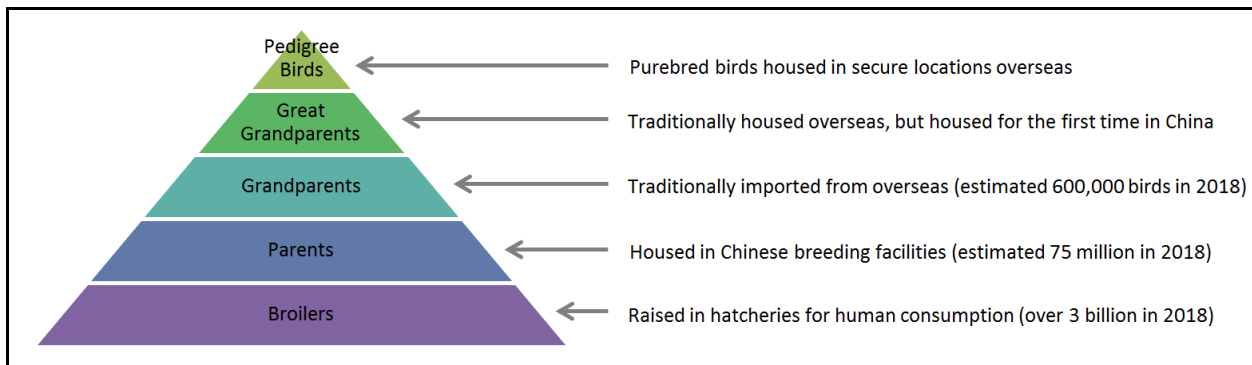 Pedigree
Birds
Purebred birds housed in secure locations overseas
Great
Grandparents
Traditionally housed overseas, but housed for the first time in China
Grandparents
Traditionally imported from overseas (estimated 600,000 birds in 2018)
Parents
Housed in Chinese breeding facilities (estimated 75 million in 2018)
Broilers
Raised in hatcheries for human consumption (over 3 billion in 2018)